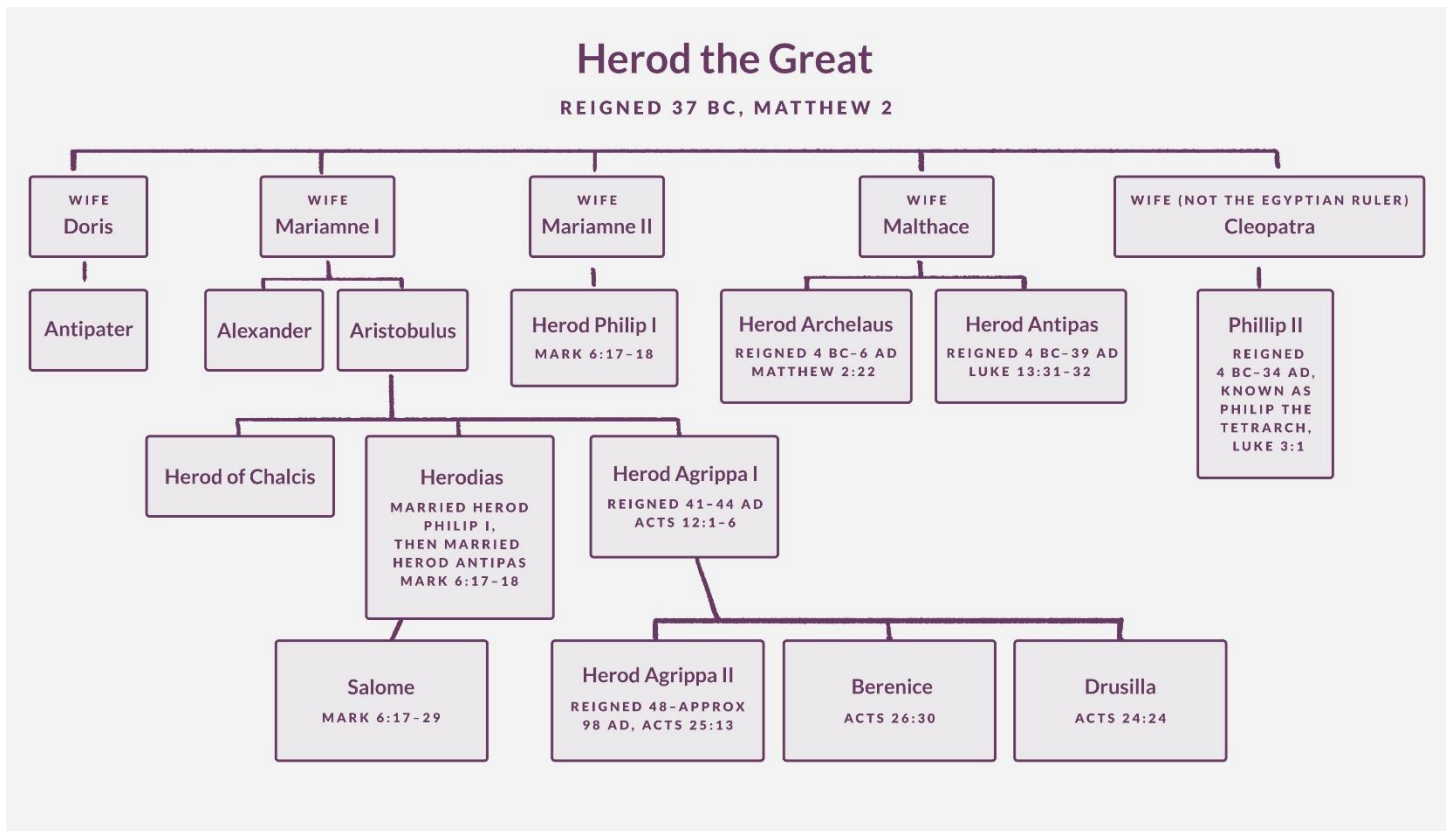 Herod the Great
REIGNED 37 BC, MATTHEW 2
WIFE
Doris
WIFE
Mariamne I
WIFE
Mariamne II
WIFE
Malthace
WIFE (NOT THE EGYPTIAN RULER)
Cleopatra
Antipater
Alexander
Aristobulus
Herod Philip I
MARK 6:17–18
Herod Archelaus
REIGNED 4 BC–6 AD
MATTHEW 2:22
Herod Antipas
REIGNED 4 BC–39 AD
LUKE 13:31–32
Phillip II
REIGNED
4 BC–34 AD,
KNOWN AS
PHILIP THE
TETRARCH,
LUKE 3:1
Herod of Chalcis
Herodias
MARRIED HEROD
PHILIP I,
THEN MARRIED
HEROD ANTIPAS
MARK 6:17–18
Herod Agrippa I
REIGNED 41–44 AD
ACTS 12:1–6
Salome
MARK 6:17–29
Herod Agrippa II
REIGNED 48–APPROX
98 AD, ACTS 25:13
Berenice
ACTS 26:30
Drusilla
ACTS 24:24